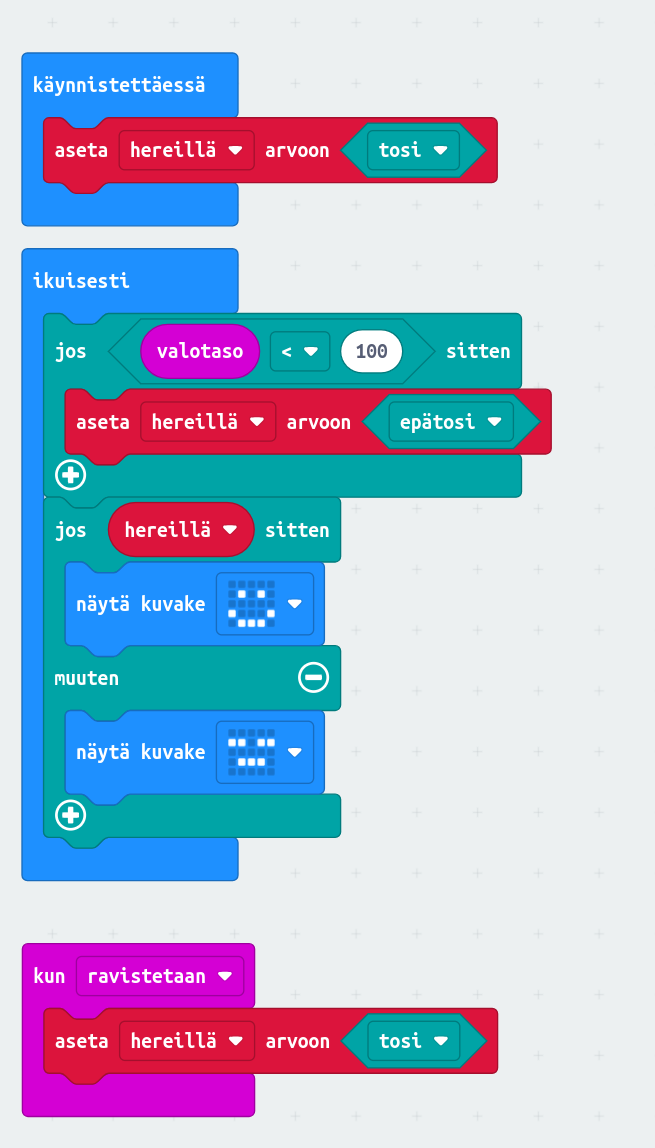 käynnistettäessä
aseta hereillä arvoon tosi
ikuisesti
jos valotaso < 100 sitten
aseta hereillä arvoon epätosi
jos hereillä sitten
näytä kuvake
muuten
näytä kuvake
kun ravistetaan
aseta hereillä arvoon tosi